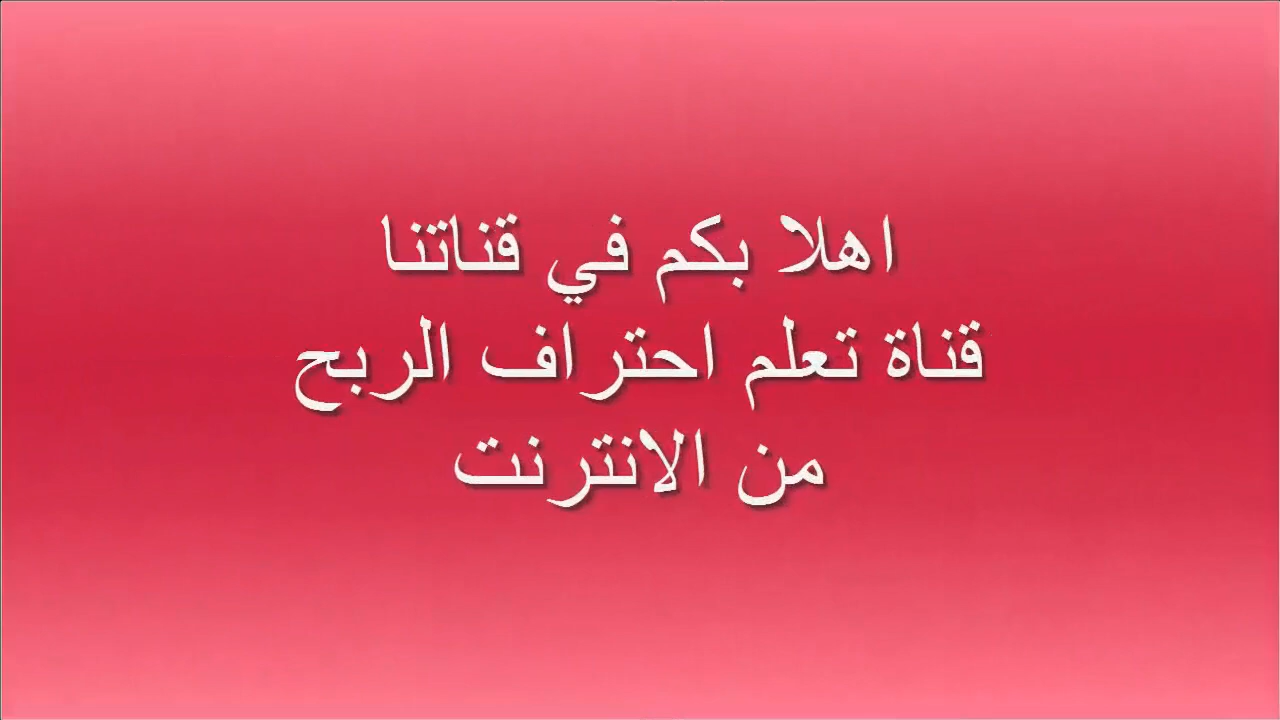 اهلا بكم في قناتنا
قناة تعلم احتراف الربح
من الانترنت